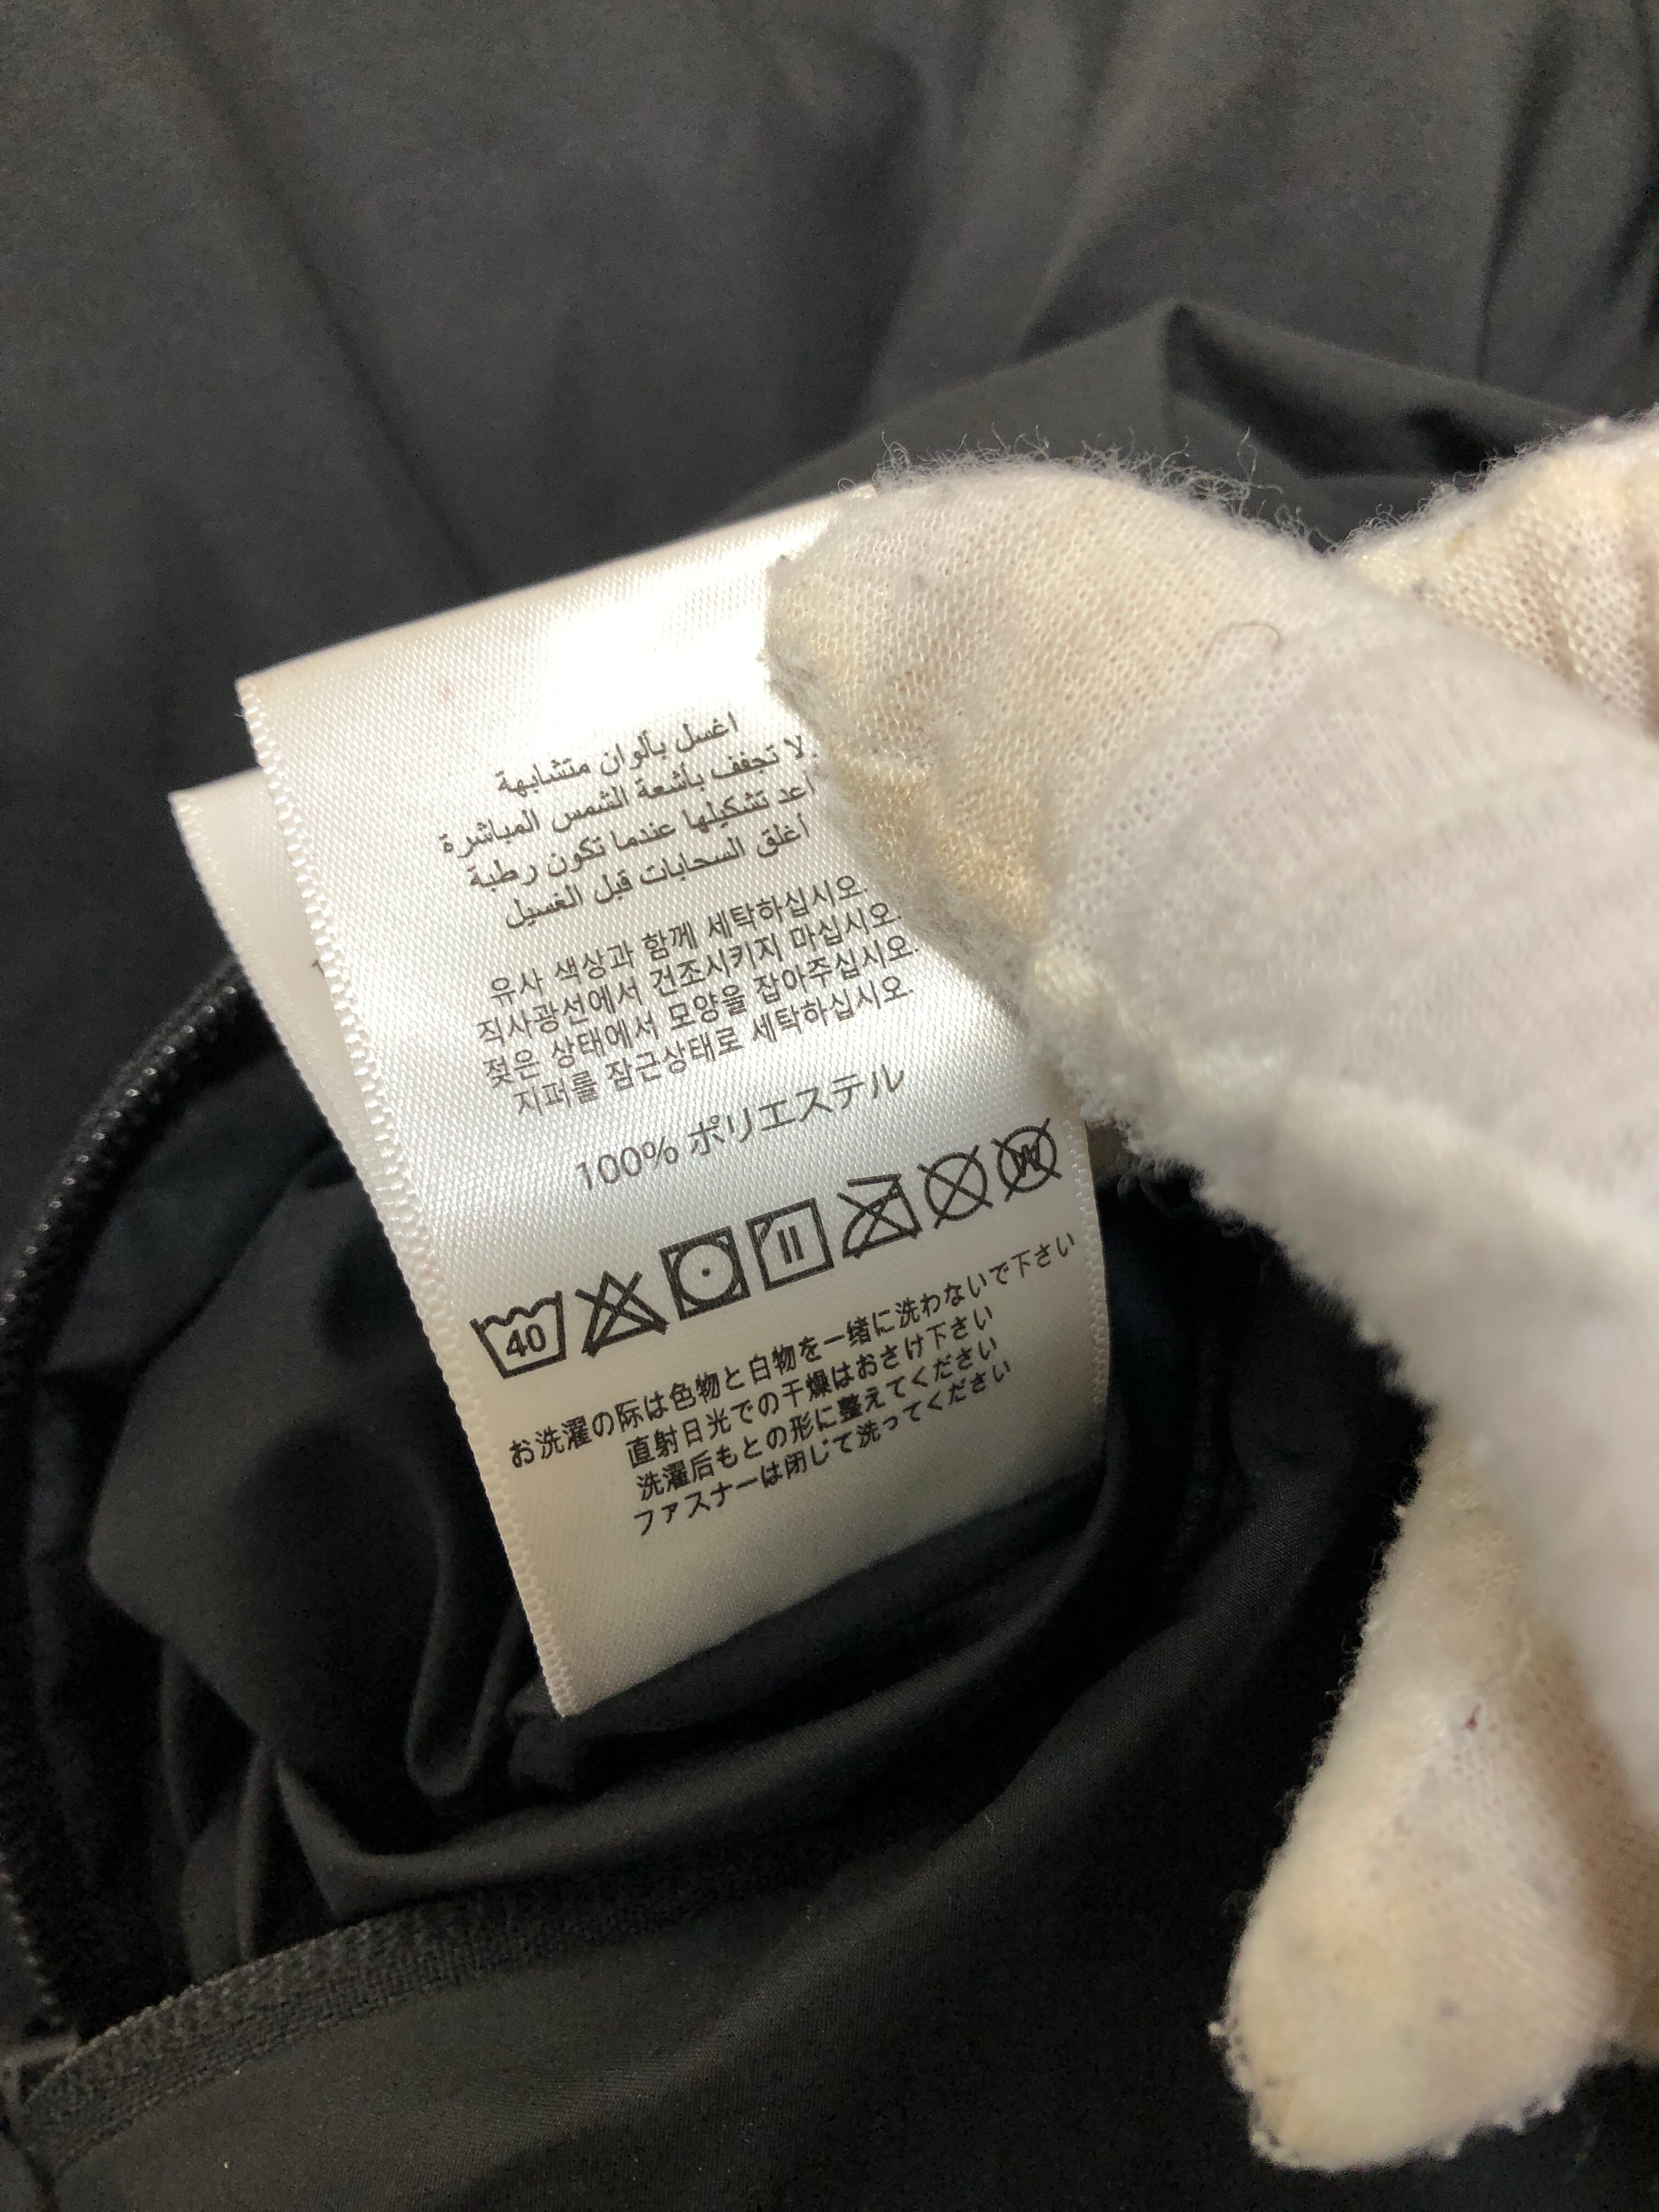 اغسل بألوان متشابهة
لا تجفف بأشعة الشمس المباشرة
أعد تشكيلها عندما تكون رطبة
أغلق السحابات قبل الغسيل
유사 색상과 함께 세탁하십시오.
직사광선에서 건조시키지 마십시오.
젖은 상태에서 모양을 잡아주십시오.
지퍼를 잠근상태로 세탁하십시오.
100% ポリエステル
40 W
お洗濯の际は色物と白物を一绪に洗わないで下さい
直射日光での干燥はおさけ下さい
洗濯后もとの形に整えてください
ファスナーは閉じて洗ってください